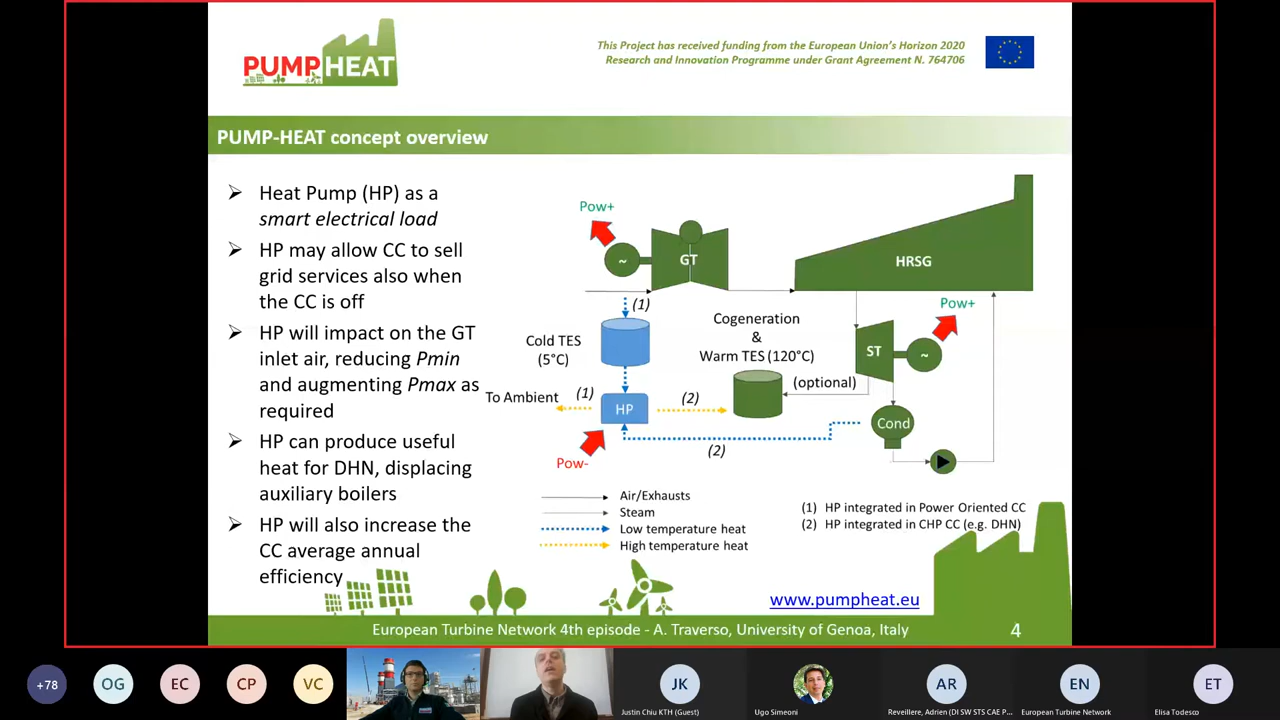 PUMPHEAT
This Project has received funding from the European Union's Horizon 2020
Research and Innovation Programme under Grant Agreement N. 764706
PUMP-HEAT concept overview
➢ Heat Pump (HP) as a
smart electrical load
➢ HP may allow CC to sell
grid services also when
the CC is off
➢ HP will impact on the GT
inlet air, reducing Pmin
and augmenting Pmax as
required
➢ HP can produce useful
heat for DHN, displacing
auxiliary boilers
➢ HP will also increase the
CC average annual
efficiency
Pow+
~
GT
HRSG
(1)
Cold TES
(5°C)
Cogeneration
&
Warm TES (120°C)
Pow+
ST
~
(optional)
To Ambient
(1)
HP
(2)
Cond
(2)
Pow-
Air/Exhausts
Steam
Low temperature heat
High temperature heat
(1) HP integrated in Power Oriented CC
(2) HP integrated in CHP CC (e.g. DHN)
www.pumpheat.eu
European Turbine Network 4th episode - A. Traverso, University of Genoa, Italy
4
+78
OG
EC
CP
VC
JK
Justin Chiu KTH (Guest)
Ugo Simeoni
AR
Reveillere, Adrien (DI SW STS CAE P...
EN
European Turbine Network
ET
Elisa Todesco